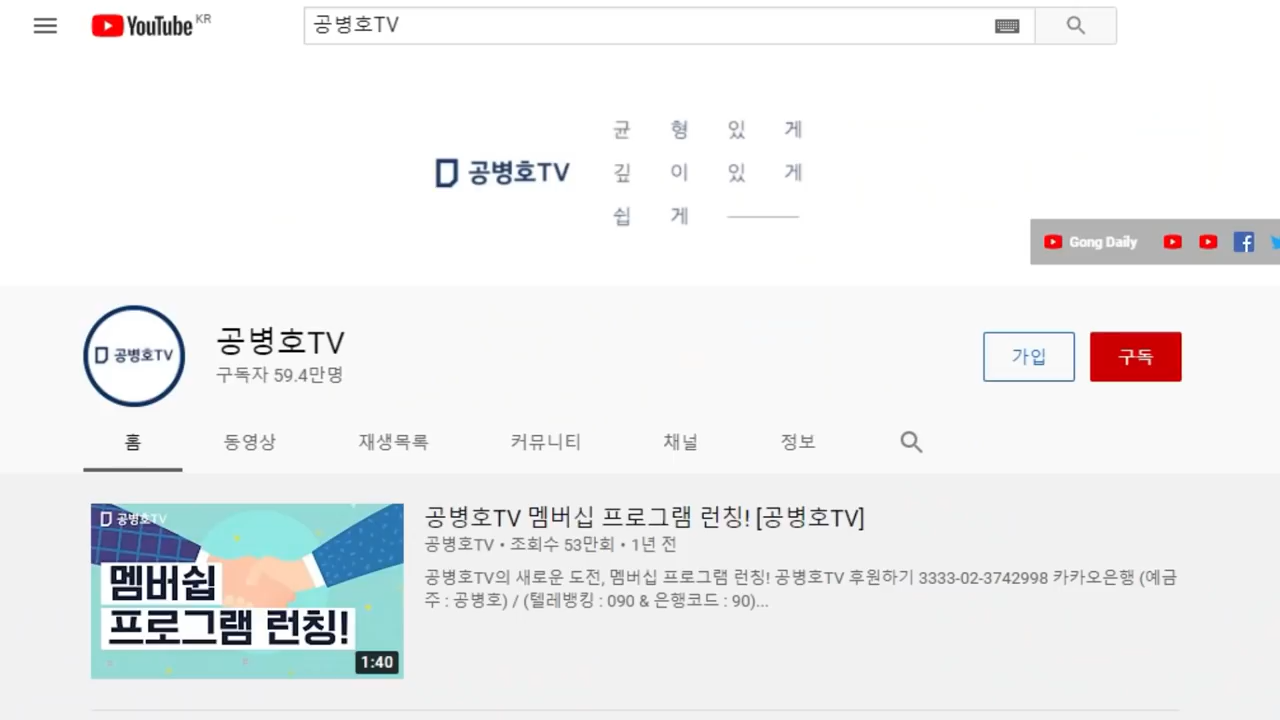 YouTube KR
공병호TV
균 형 있 게
공병호TV
깊 이 있 게
쉽 게
Gong Daily
공병호TV
공병호TV
구독자 59.4만명
가입
구독
홈
동영상
재생목록
커뮤니티
채널
정보
공병호TV
멤버쉽
프로그램 런칭!
1:40
공병호TV 멤버십 프로그램 런칭! [공병호TV]
공병호TV • 조회수 53만회 • 1년 전
공병호TV의 새로운 도전, 멤버십 프로그램 런칭! 공병호TV 후원하기 3333-02-3742998 카카오은행 (예금
주 : 공병호) / (텔레뱅킹 : 090 & 은행코드 : 90)...